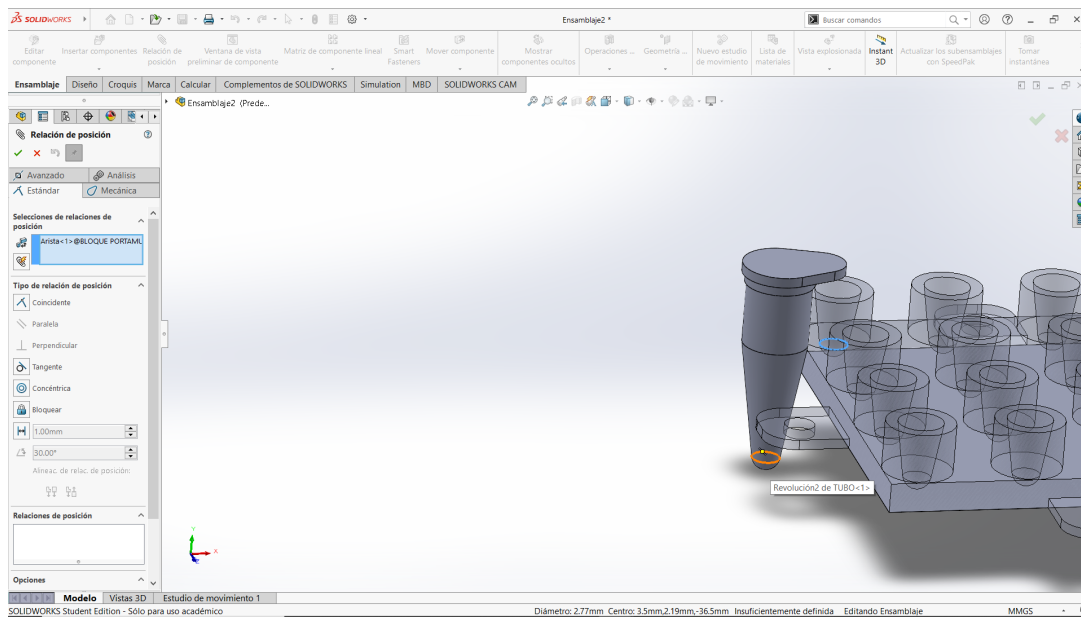 SOLIDWORKS
Ensamblaje2 *
Buscar comandos
Editar componente
Insertar componentes
Relación de posición
Ventana de vista preliminar de componente
Matriz de componente lineal
Smart Fasteners
Mover componente
Mostrar componentes ocultos
Operaciones ...
Geometría ...
Nuevo estudio de movimiento
Lista de materiales
Vista explosionada
Instant 3D
Actualizar los subensamblajes con SpeedPak
Tomar instantánea
Ensamblaje Diseño Croquis Marca Calcular Complementos de SOLIDWORKS Simulation MBD SOLIDWORKS CAM
Ensamblaje2 (Prede...
Relación de posición
Avanzado Análisis
Estándar Mecánica
Selecciones de relaciones de
posición
Arista<1>@BLOQUE PORTAMU
Tipo de relación de posición
Coincidente
Paralela
Perpendicular
Tangente
Concéntrica
Bloquear
1.00mm
30.00°
Alineac. de relac. de posición:
Relaciones de posición
Opciones
Revolución2 de TUBO<1>
Y
X
Z
Modelo Vistas 3D Estudio de movimiento 1
SOLIDWORKS Student Edition - Sólo para uso académico
Diámetro: 2.77mm Centro: 3.5mm,2.19mm,-36.5mm Insuficientemente definida Editando Ensamblaje MMGS